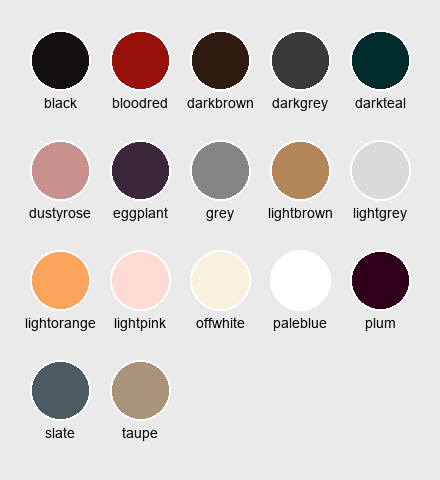 black bloodred darkbrown darkgrey darkteal
dustyrose eggplant grey lightbrown lightgrey
lightorange lightpink offwhite paleblue plum
slate taupe